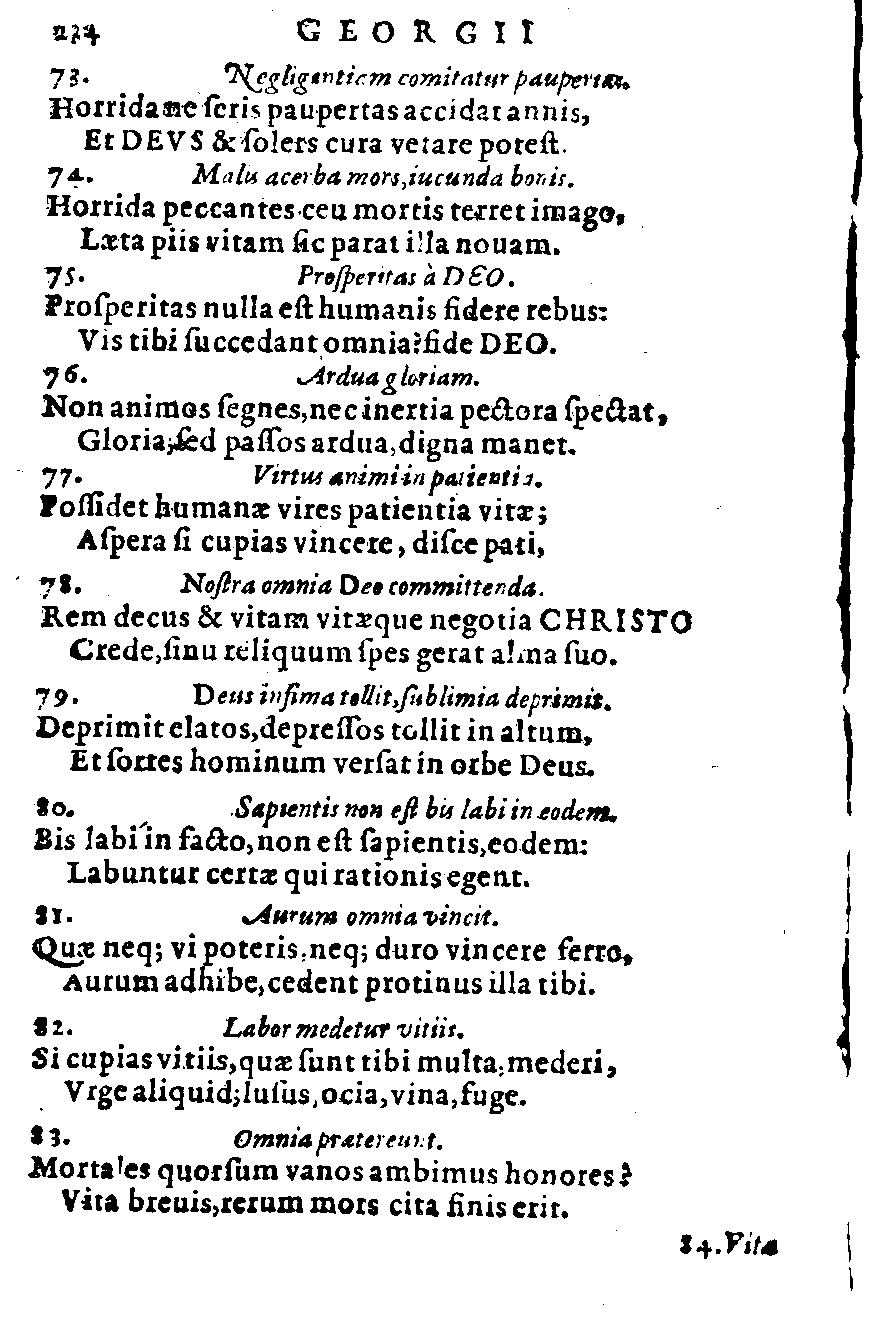 234 GEORGII
73. Negligentiam comitatur paupertas.
Horrida ne ſeris paupertas accidat annis,
Et DEVS & ſolers cura vetare poteſt.
74. Malis acerba mors, iucunda bonis.
Horrida peccantes ceu mortis terret imago,
Læta piis vitam ſic parat illa nouam.
75. Proſperitas à DEO.
Proſperitas nulla eſt humanis fidere rebus:
Vis tibi ſuccedant omnia? fide DEO.
76. Ardua gloriam.
Non animos ſegnes, nec inertia pectora ſpectat,
Gloria; ſed paſſos ardua, digna manet.
77. Virtus animi in patientia.
Poſſidet humanæ vires patientia vitæ;
Aſpera ſi cupias vincere, diſce pati,
78. Noſtra omnia Deo committenda.
Rem decus & vitam vitæque negotia CHRISTO
Crede, ſinu reliquum ſpes gerat alma ſuo.
79. Deus infima tollit, ſublimia deprimit.
Deprimit elatos, depreſſos tollit in altum,
Et ſortes hominum verſat in orbe Deus.
80. Sapientis non eſt bis labi in eodem.
Bis labi in facto, non eſt ſapientis, eodem:
Labuntur certæ qui rationis egent.
81. Aurum omnia vincit.
Quæ neq; vi poteris, neq; duro vincere ferro,
Aurum adhibe, cedent protinus illa tibi.
82. Labor medetur vitiis.
Si cupias vitiis, quæ ſunt tibi multa, mederi,
Vrge aliquid; luſus, ocia, vina, fuge.
83. Omnia prætereunt.
Mortales quorſum vanos ambimus honores?
Vita breuis, rerum mors cita finis erit.
84. Vita